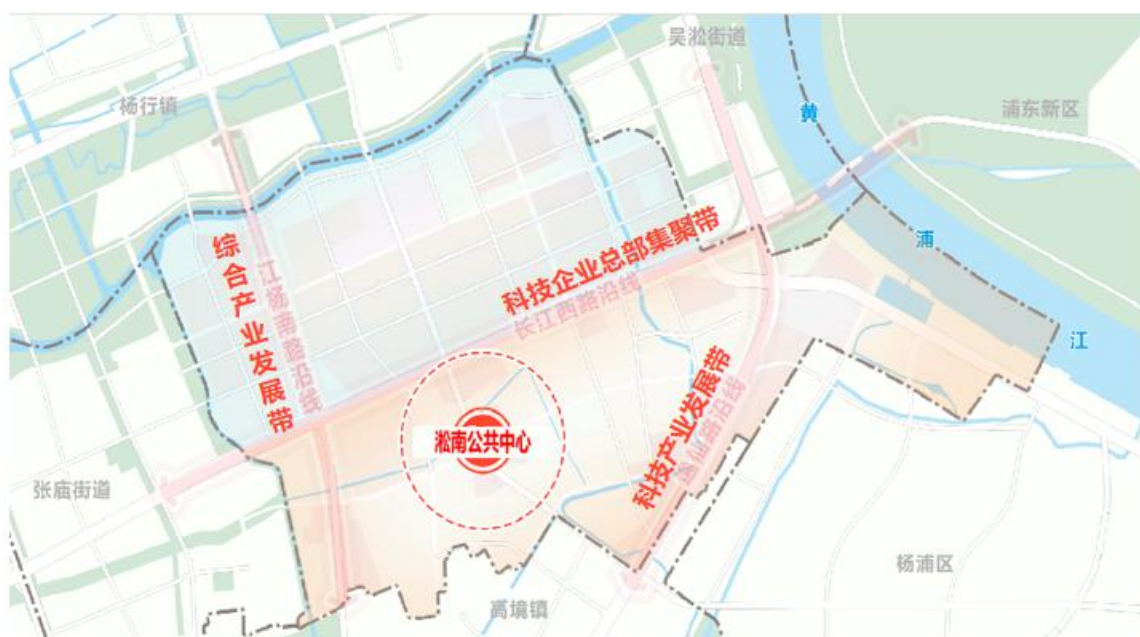 吴淞街道
杨行镇
浦东新区
黄
浦
江
综合产业发展带
江杨南路沿线
科技企业总部集聚带
长江西路沿线
科技产业发展带
逸仙路沿线
淞南公共中心
张庙街道
杨浦区
高境镇